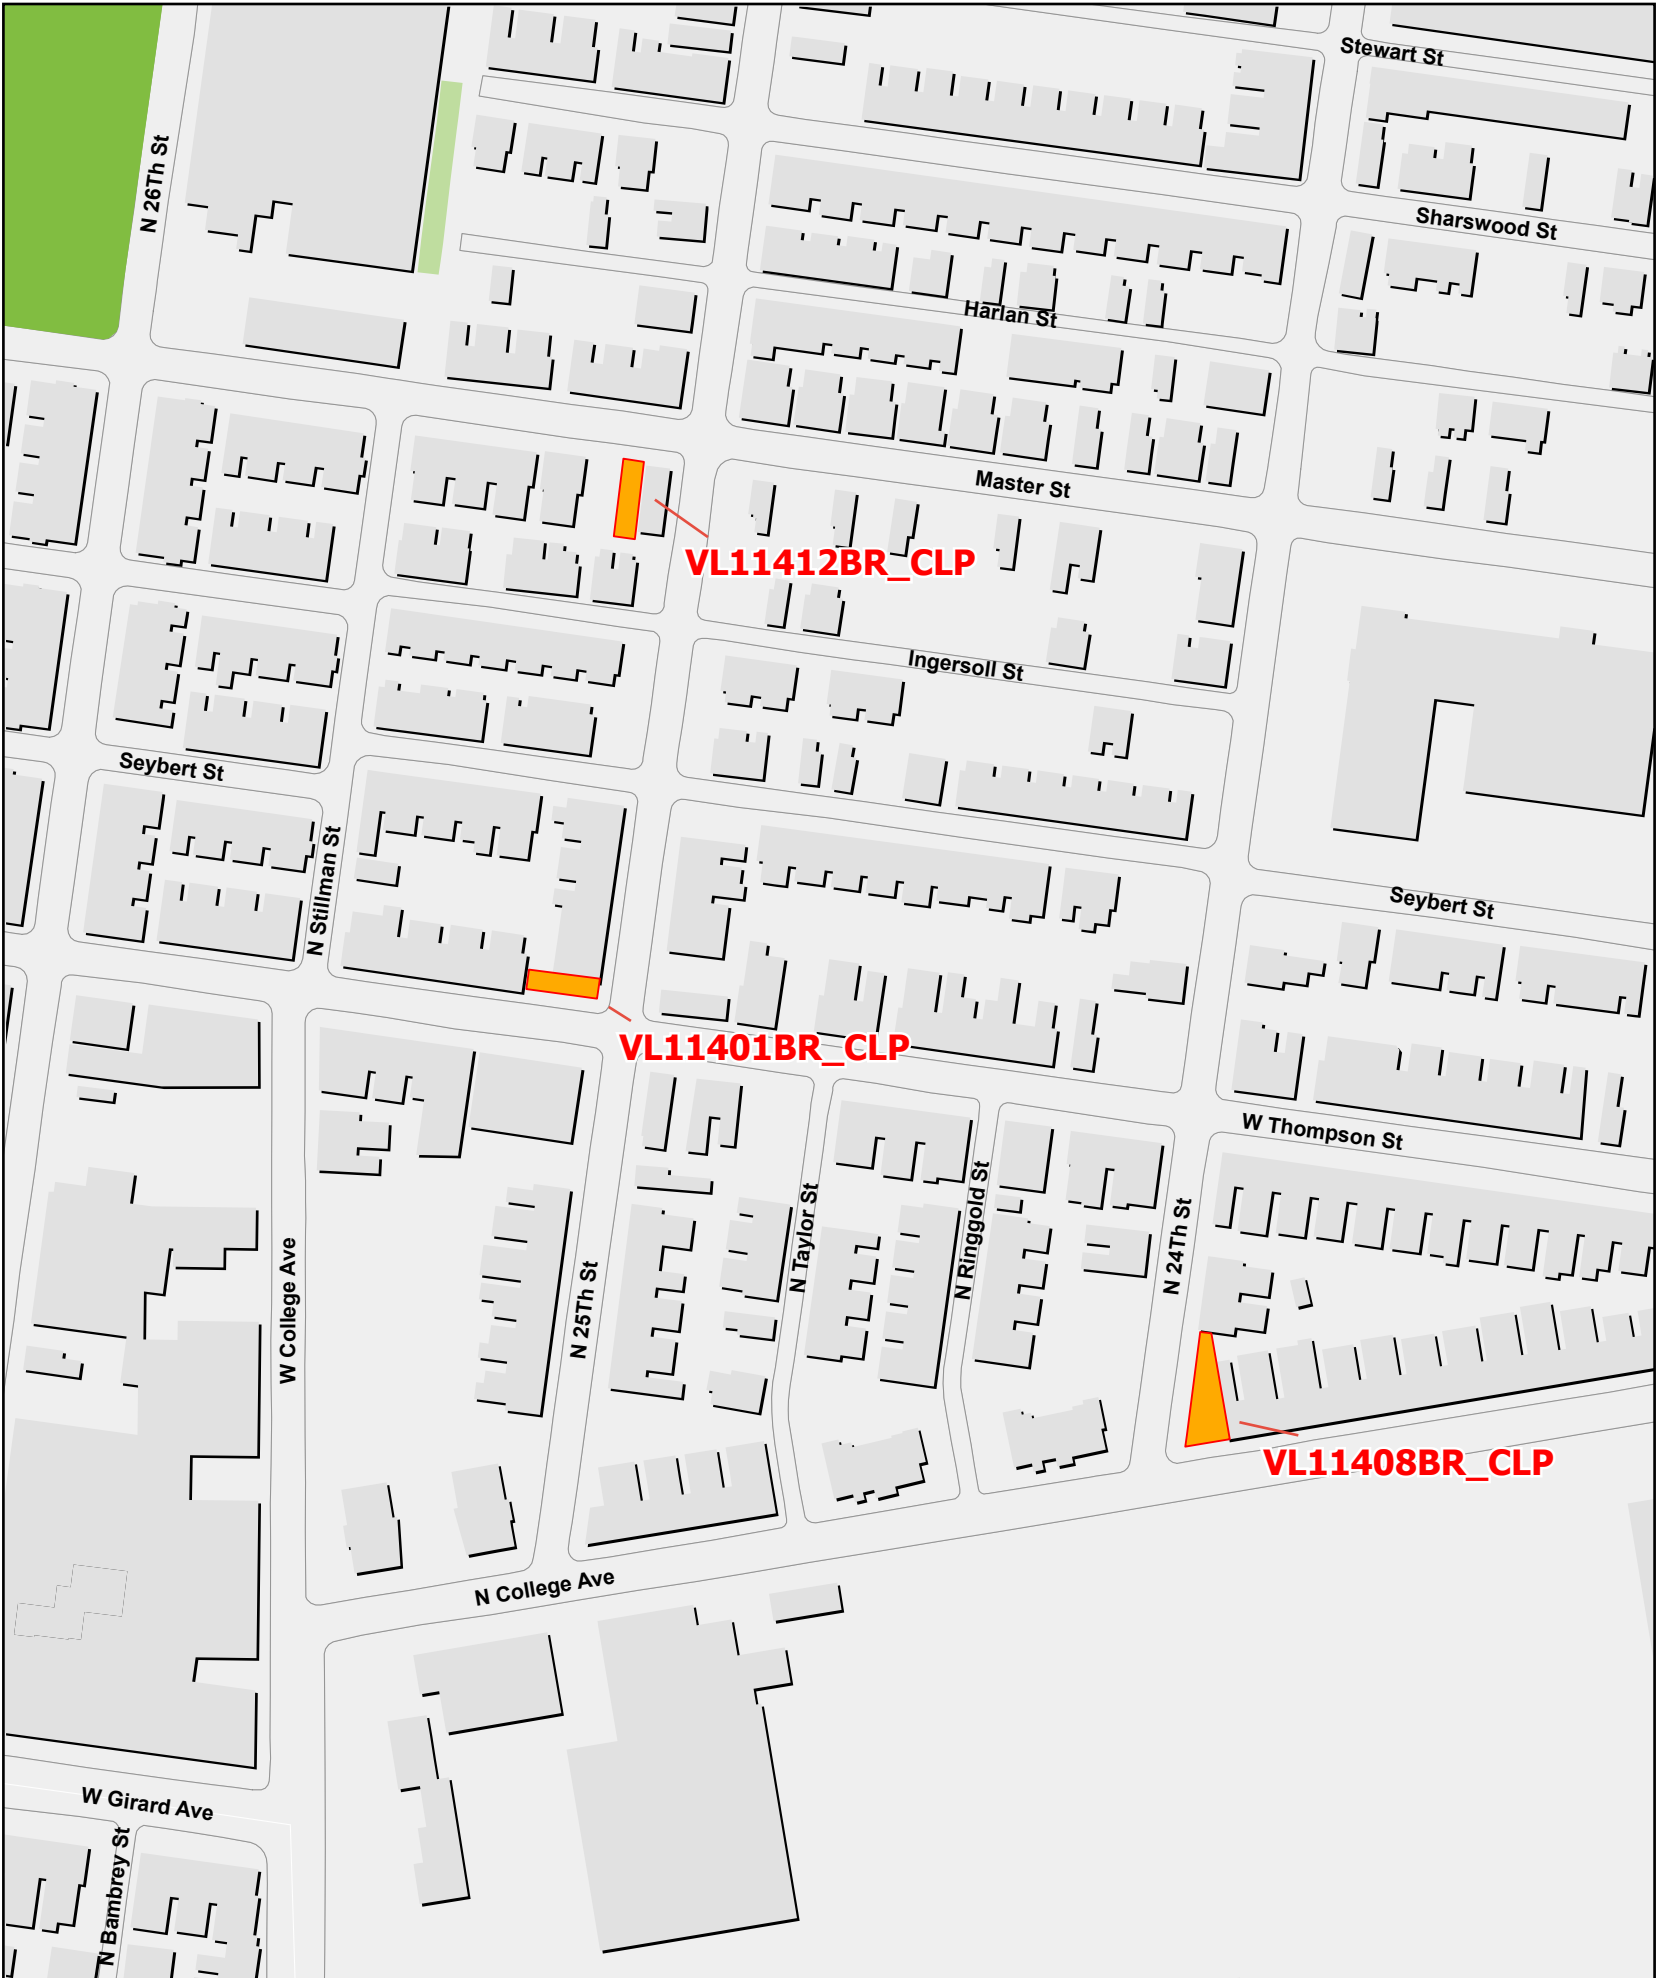 Stewart St
N 26Th St
Sharswood St
Harlan St
Master St
VL11412BR_CLP
Ingersoll St
Seybert St
N Stillman St
Seybert St
VL11401BR_CLP
W Thompson St
N Taylor St
N Ringgold St
N 24Th St
W College Ave
N 25Th St
VL11408BR_CLP
N College Ave
W Girard Ave
N Bambrey St